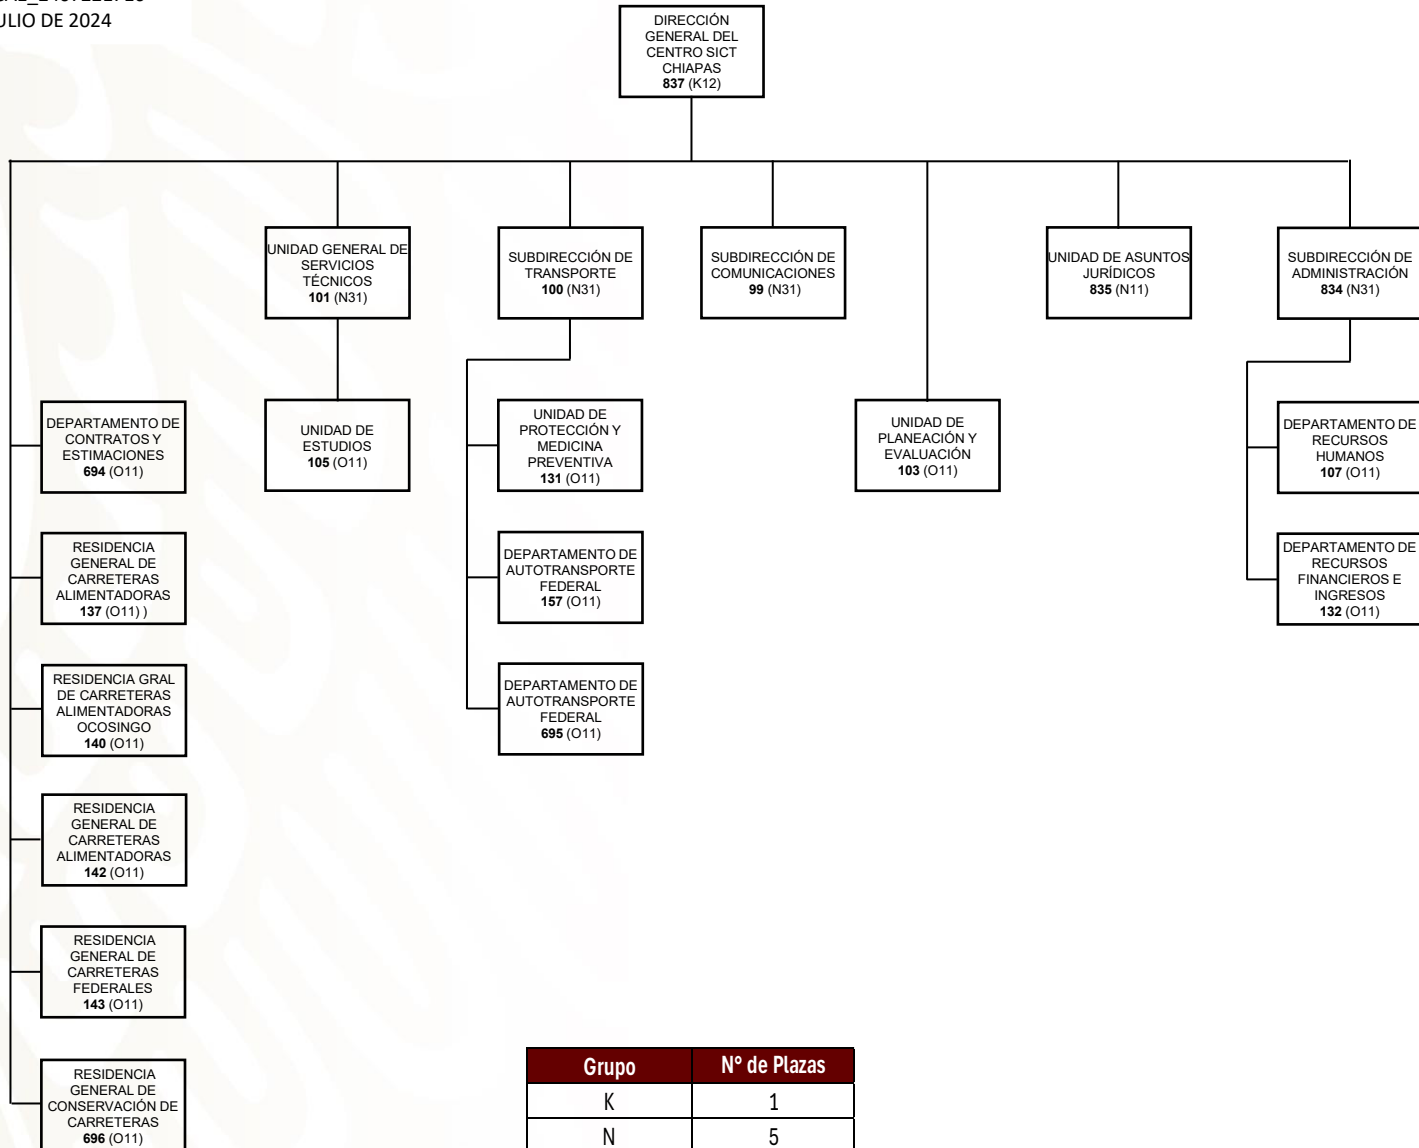 JULIO DE 2024
DIRECCIÓN
GENERAL DEL
CENTRO SICT
CHIAPAS
837 (K12)
UNIDAD GENERAL DE
SERVICIOS
TÉCNICOS
101 (N31)
SUBDIRECCIÓN DE
TRANSPORTE
100 (N31)
SUBDIRECCIÓN DE
COMUNICACIONES
99 (N31)
UNIDAD DE ASUNTOS
JURÍDICOS
835 (N11)
SUBDIRECCIÓN DE
ADMINISTRACIÓN
834 (N31)
DEPARTAMENTO DE
CONTRATOS Y
ESTIMACIONES
694 (O11)
UNIDAD DE
ESTUDIOS
105 (O11)
UNIDAD DE
PROTECCIÓN Y
MEDICINA
PREVENTIVA
131 (O11)
UNIDAD DE
PLANEACIÓN Y
EVALUACIÓN
103 (O11)
DEPARTAMENTO DE
RECURSOS
HUMANOS
107 (O11)
RESIDENCIA
GENERAL DE
CARRETERAS
ALIMENTADORAS
137 (O11) )
DEPARTAMENTO DE
AUTOTRANSPORTE
FEDERAL
157 (O11)
DEPARTAMENTO DE
RECURSOS
FINANCIEROS E
INGRESOS
132 (O11)
RESIDENCIA GRAL
DE CARRETERAS
ALIMENTADORAS
OCOSINGO
140 (O11)
DEPARTAMENTO DE
AUTOTRANSPORTE
FEDERAL
695 (O11)
RESIDENCIA
GENERAL DE
CARRETERAS
ALIMENTADORAS
142 (O11)
RESIDENCIA
GENERAL DE
CARRETERAS
FEDERALES
143 (O11)
RESIDENCIA
GENERAL DE
CONSERVACIÓN DE
CARRETERAS
696 (O11)
Grupo Nº de Plazas
K 1
N 5